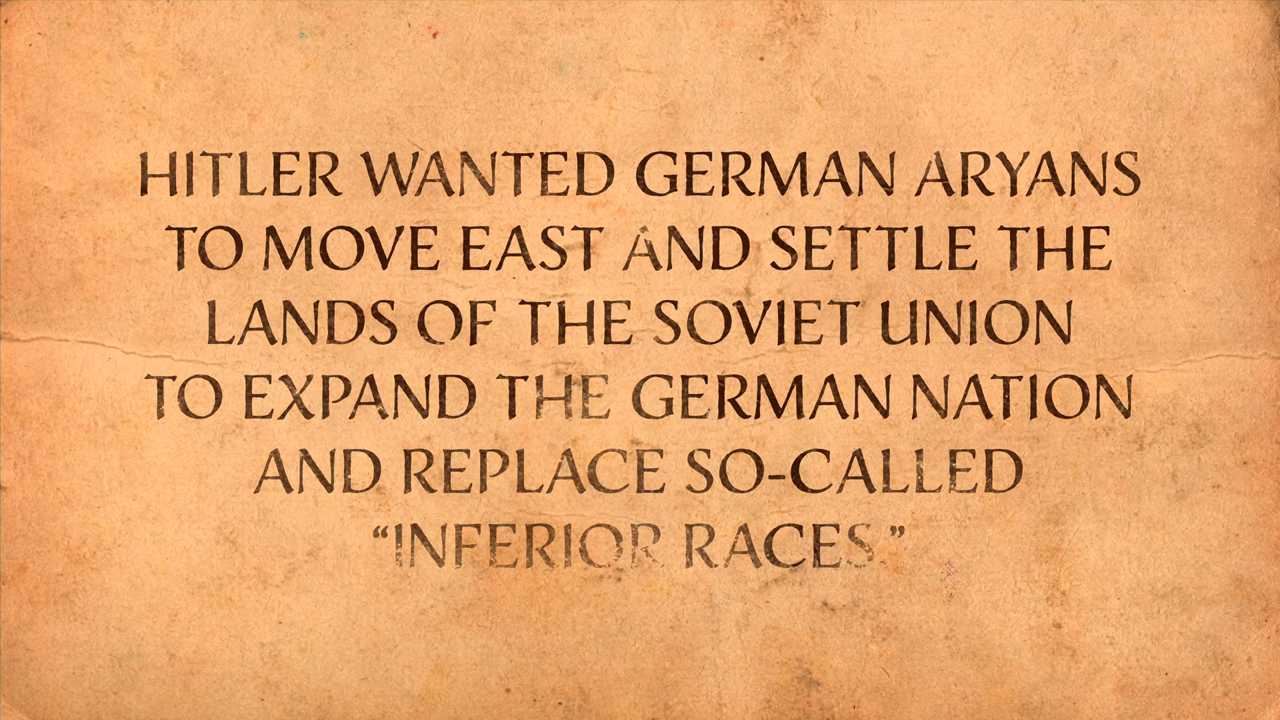 HITLER WANTED GERMAN ARYANS
TO MOVE EAST AND SETTLE THE
LANDS OF THE SOVIET UNION
TO EXPAND THE GERMAN NATION
AND REPLACE SO-CALLED
“INFERIOR RACES.”